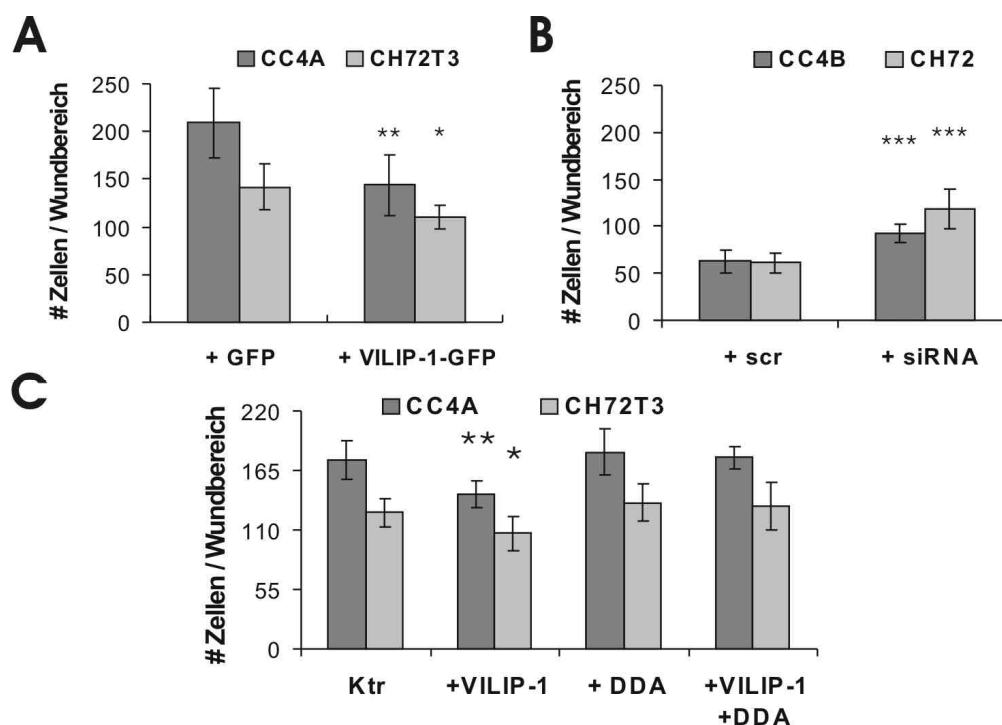 A
CC4A CH72T3
# Zellen / Wundbereich
250
200
150
100
50
0
** *
+ GFP + VILIP-1-GFP
B
CC4B CH72
# Zellen / Wundbereich
250
200
150
100
50
0
*** ***
+ scr + siRNA
C
CC4A CH72T3
# Zellen / Wundbereich
220
165
110
55
0
** *
Ktr +VILIP-1 + DDA +VILIP-1
+DDA